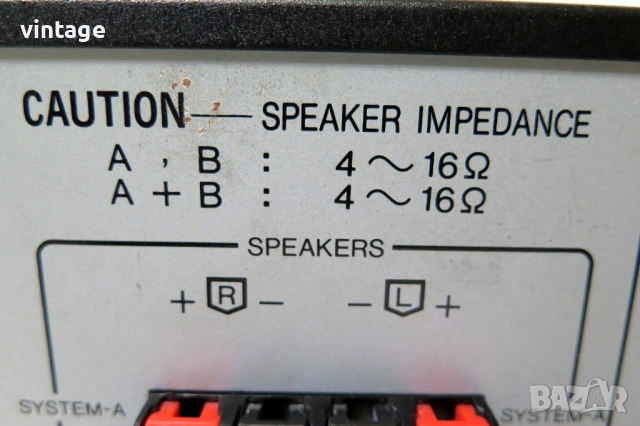 vintage
CAUTION — SPEAKER IMPEDANCE
A , B : 4 ~ 16Ω
A + B : 4 ~ 16Ω
SPEAKERS
+ R − − L +
SYSTEM-A SYSTEM-A
BAZAR